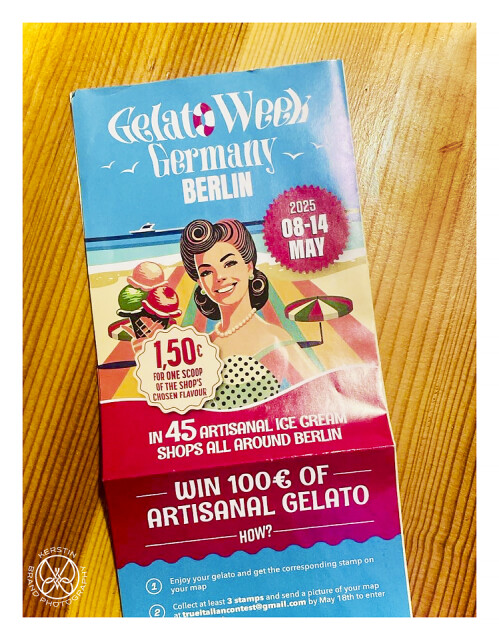 Gelato Week
Germany
BERLIN
2025
08-14
MAY
1,50€
FOR ONE SCOOP
OF THE SHOP'S
CHOSEN FLAVOUR
IN 45 ARTISANAL ICE CREAM
SHOPS ALL AROUND BERLIN
WIN 100€ OF
ARTISANAL GELATO
HOW?
1 Enjoy your gelato and get the corresponding stamp on
your map
2 Collect at least 3 stamps and send a picture of your map
at trueitaliancontest@gmail.com by May 18th to enter
KERSTIN
BRAND PHOTOGRAPHY